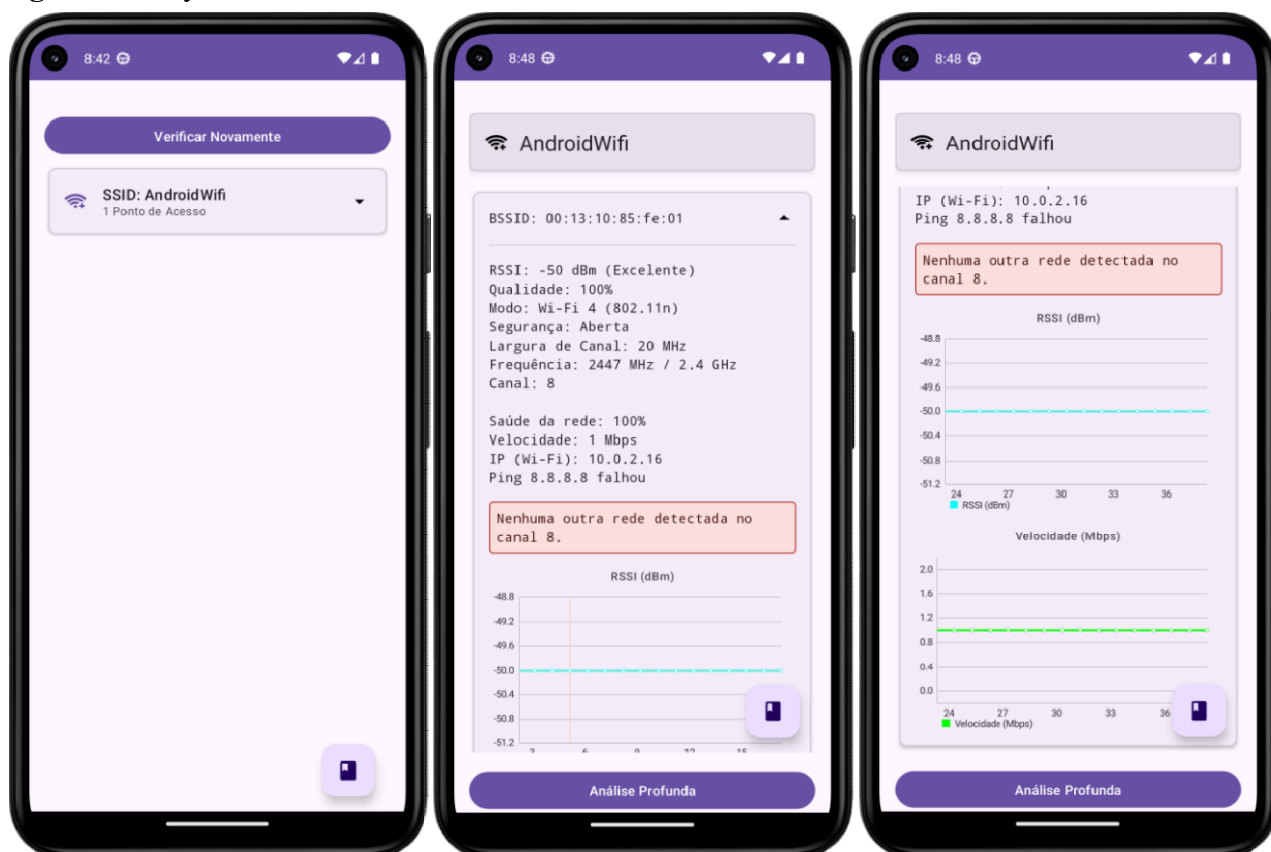 8:42
Verificar Novamente
SSID: AndroidWifi
1 Ponto de Acesso
8:48
AndroidWifi
BSSID: 00:13:10:85:fe:01
RSSI: -50 dBm (Excelente)
Qualidade: 100%
Modo: Wi-Fi 4 (802.11n)
Segurança: Aberta
Largura de Canal: 20 MHz
Frequência: 2447 MHz / 2.4 GHz
Canal: 8
Saúde da rede: 100%
Velocidade: 1 Mbps
IP (Wi-Fi): 10.0.2.16
Ping 8.8.8.8 falhou
Nenhuma outra rede detectada no
canal 8.
RSSI (dBm)
-48.8
-49.2
-49.6
-50.0
-50.4
-50.8
-51.2
Análise Profunda
8:48
AndroidWifi
IP (Wi-Fi): 10.0.2.16
Ping 8.8.8.8 falhou
Nenhuma outra rede detectada no
canal 8.
RSSI (dBm)
-48.8
-49.2
-49.6
-50.0
-50.4
-50.8
-51.2
24 27 30 33 36
RSSI (dBm)
Velocidade (Mbps)
2.0
1.6
1.2
0.8
0.4
0.0
24 27 30 33 36
Velocidade (Mbps)
Análise Profunda